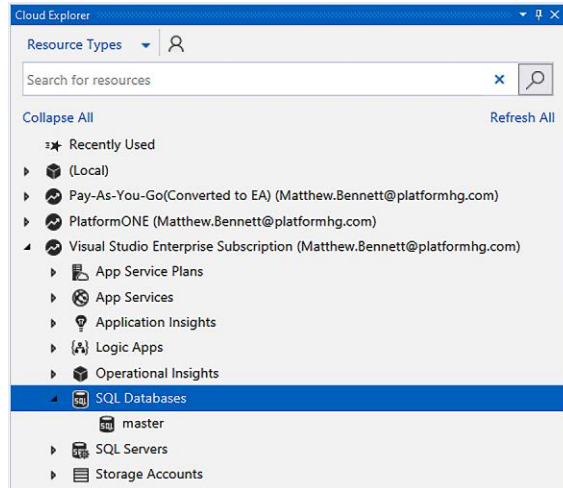 Cloud Explorer
Resource Types
Search for resources
Collapse All Refresh All
Recently Used
(Local)
Pay-As-You-Go(Converted to EA) (Matthew.Bennett@platformhg.com)
PlatformONE (Matthew.Bennett@platformhg.com)
Visual Studio Enterprise Subscription (Matthew.Bennett@platformhg.com)
App Service Plans
App Services
Application Insights
Logic Apps
Operational Insights
SQL Databases
master
SQL Servers
Storage Accounts